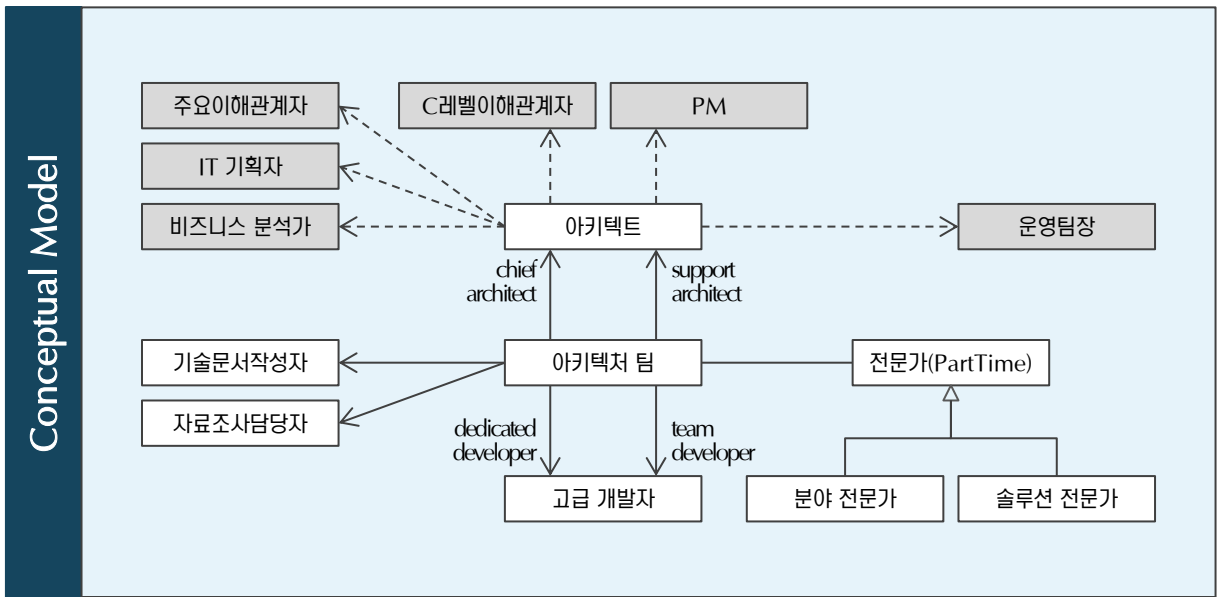 Conceptual Model
주요이해관계자
C레벨이해관계자
PM
IT 기획자
비즈니스 분석가
아키텍트
운영팀장
chief
architect
support
architect
기술문서작성자
아키텍처 팀
전문가(PartTime)
자료조사담당자
dedicated
developer
team
developer
고급 개발자
분야 전문가
솔루션 전문가